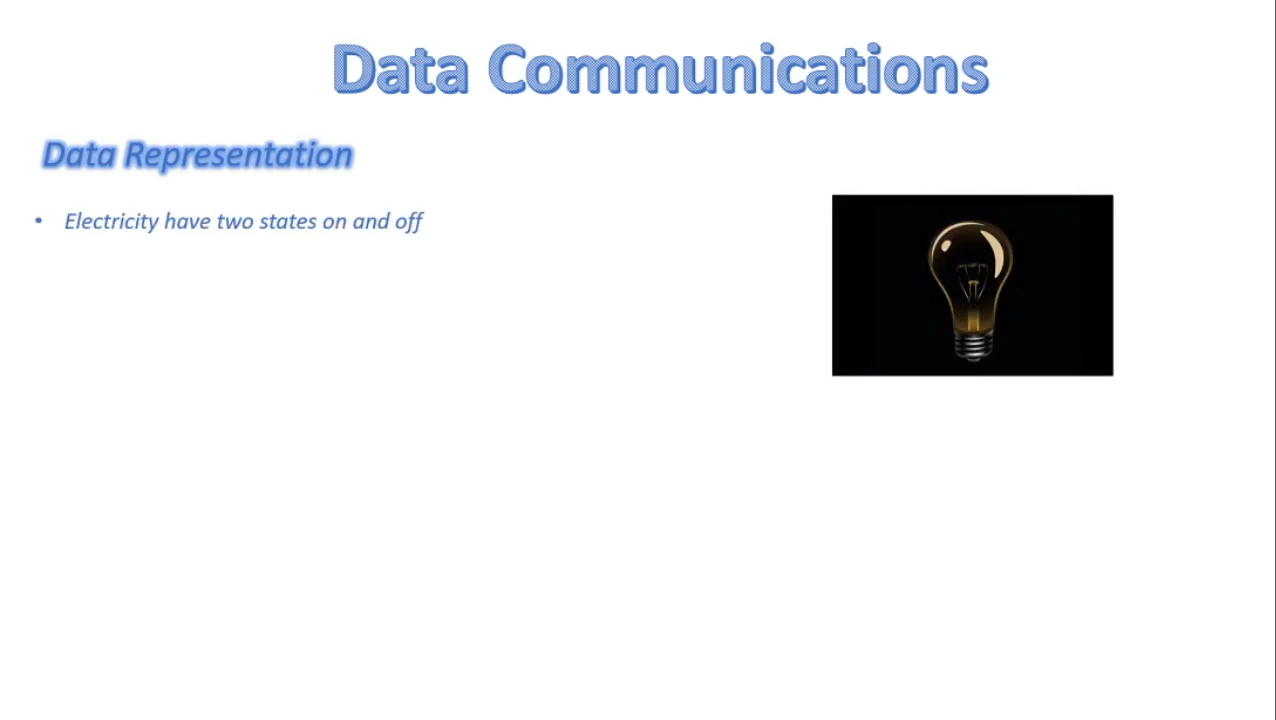 Data Communications
Data Representation
• Electricity have two states on and off